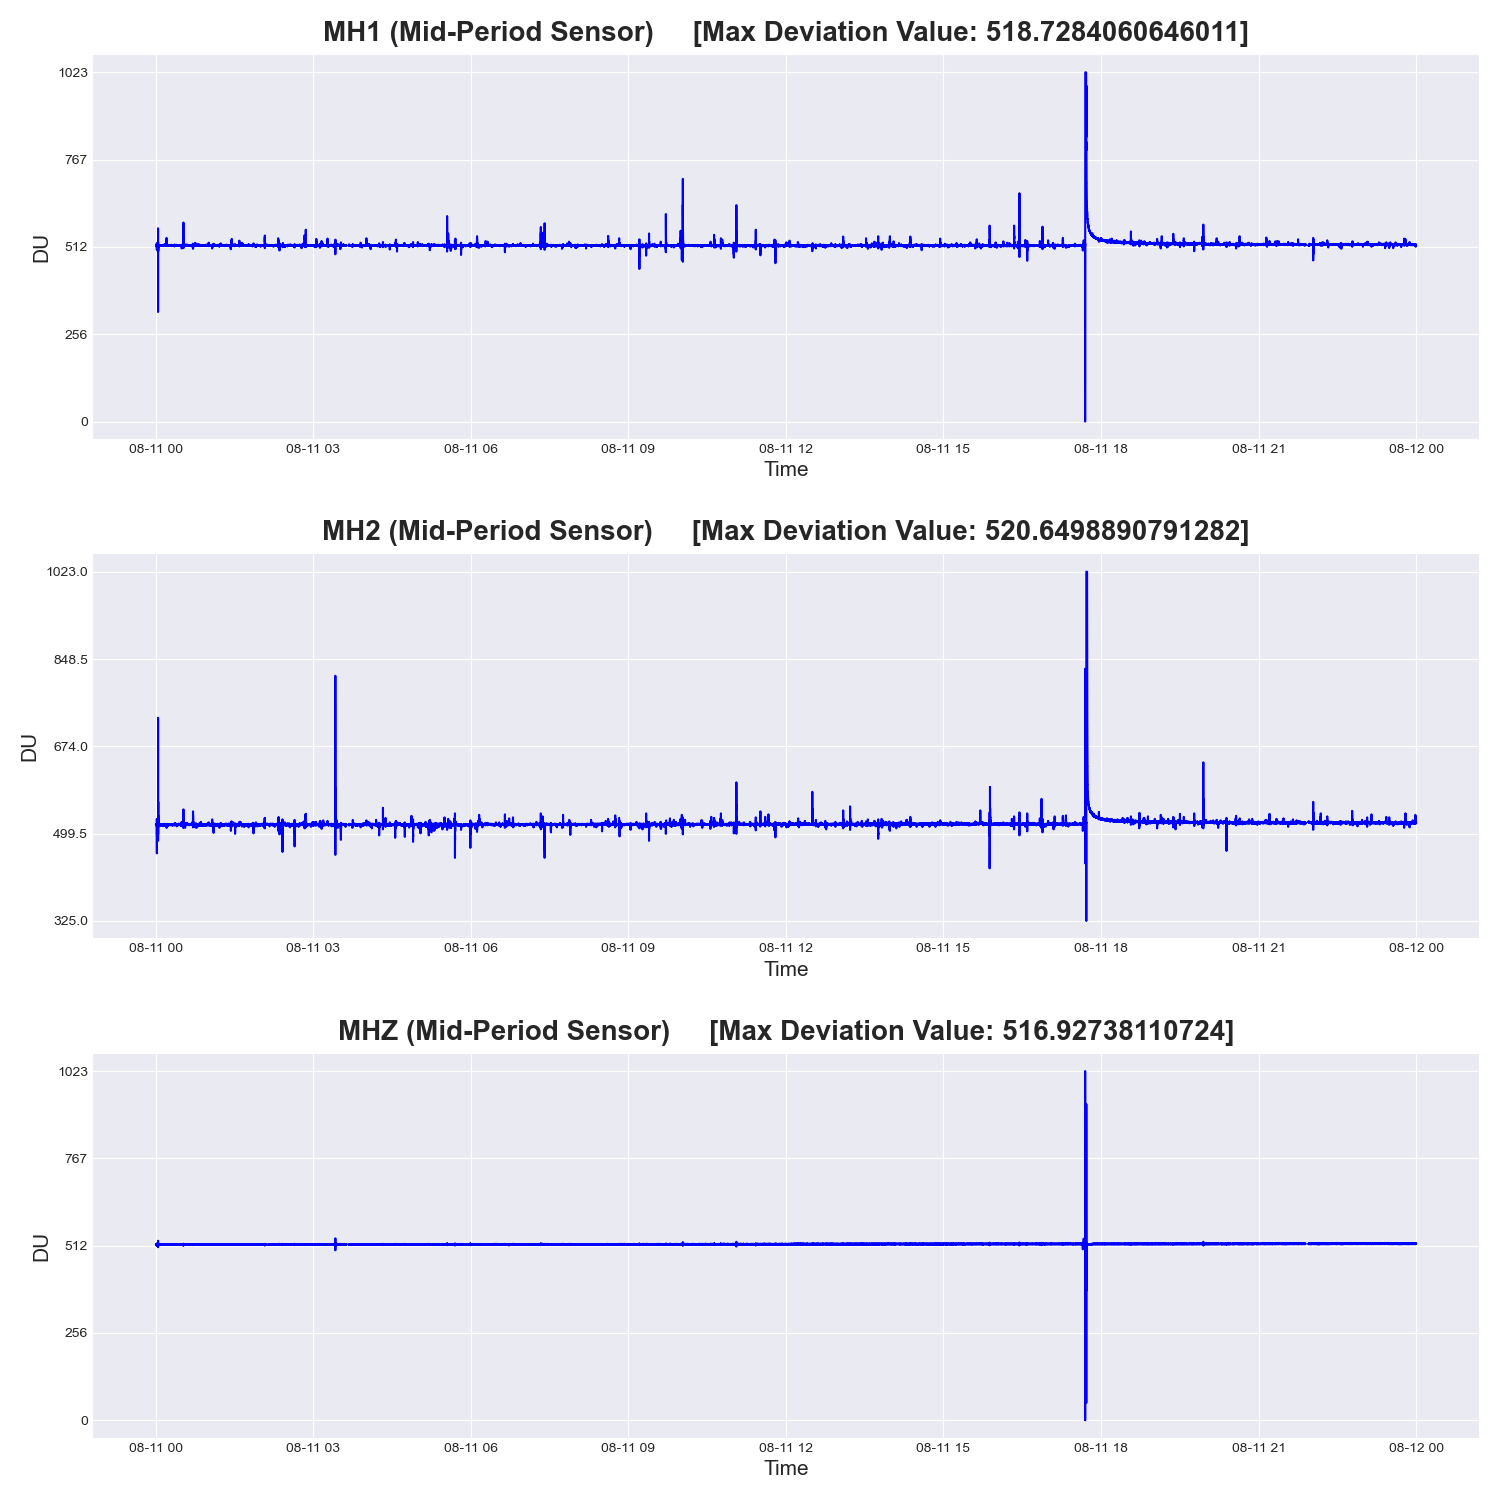 MH1 (Mid-Period Sensor) [Max Deviation Value: 518.7284060646011]
1023
767
512
256
0
DU
08-11 00 08-11 03 08-11 06 08-11 09 08-11 12 08-11 15 08-11 18 08-11 21 08-12 00
Time
MH2 (Mid-Period Sensor) [Max Deviation Value: 520.6498890791282]
1023.0
848.5
674.0
499.5
325.0
DU
08-11 00 08-11 03 08-11 06 08-11 09 08-11 12 08-11 15 08-11 18 08-11 21 08-12 00
Time
MHZ (Mid-Period Sensor) [Max Deviation Value: 516.92738110724]
1023
767
512
256
0
DU
08-11 00 08-11 03 08-11 06 08-11 09 08-11 12 08-11 15 08-11 18 08-11 21 08-12 00
Time